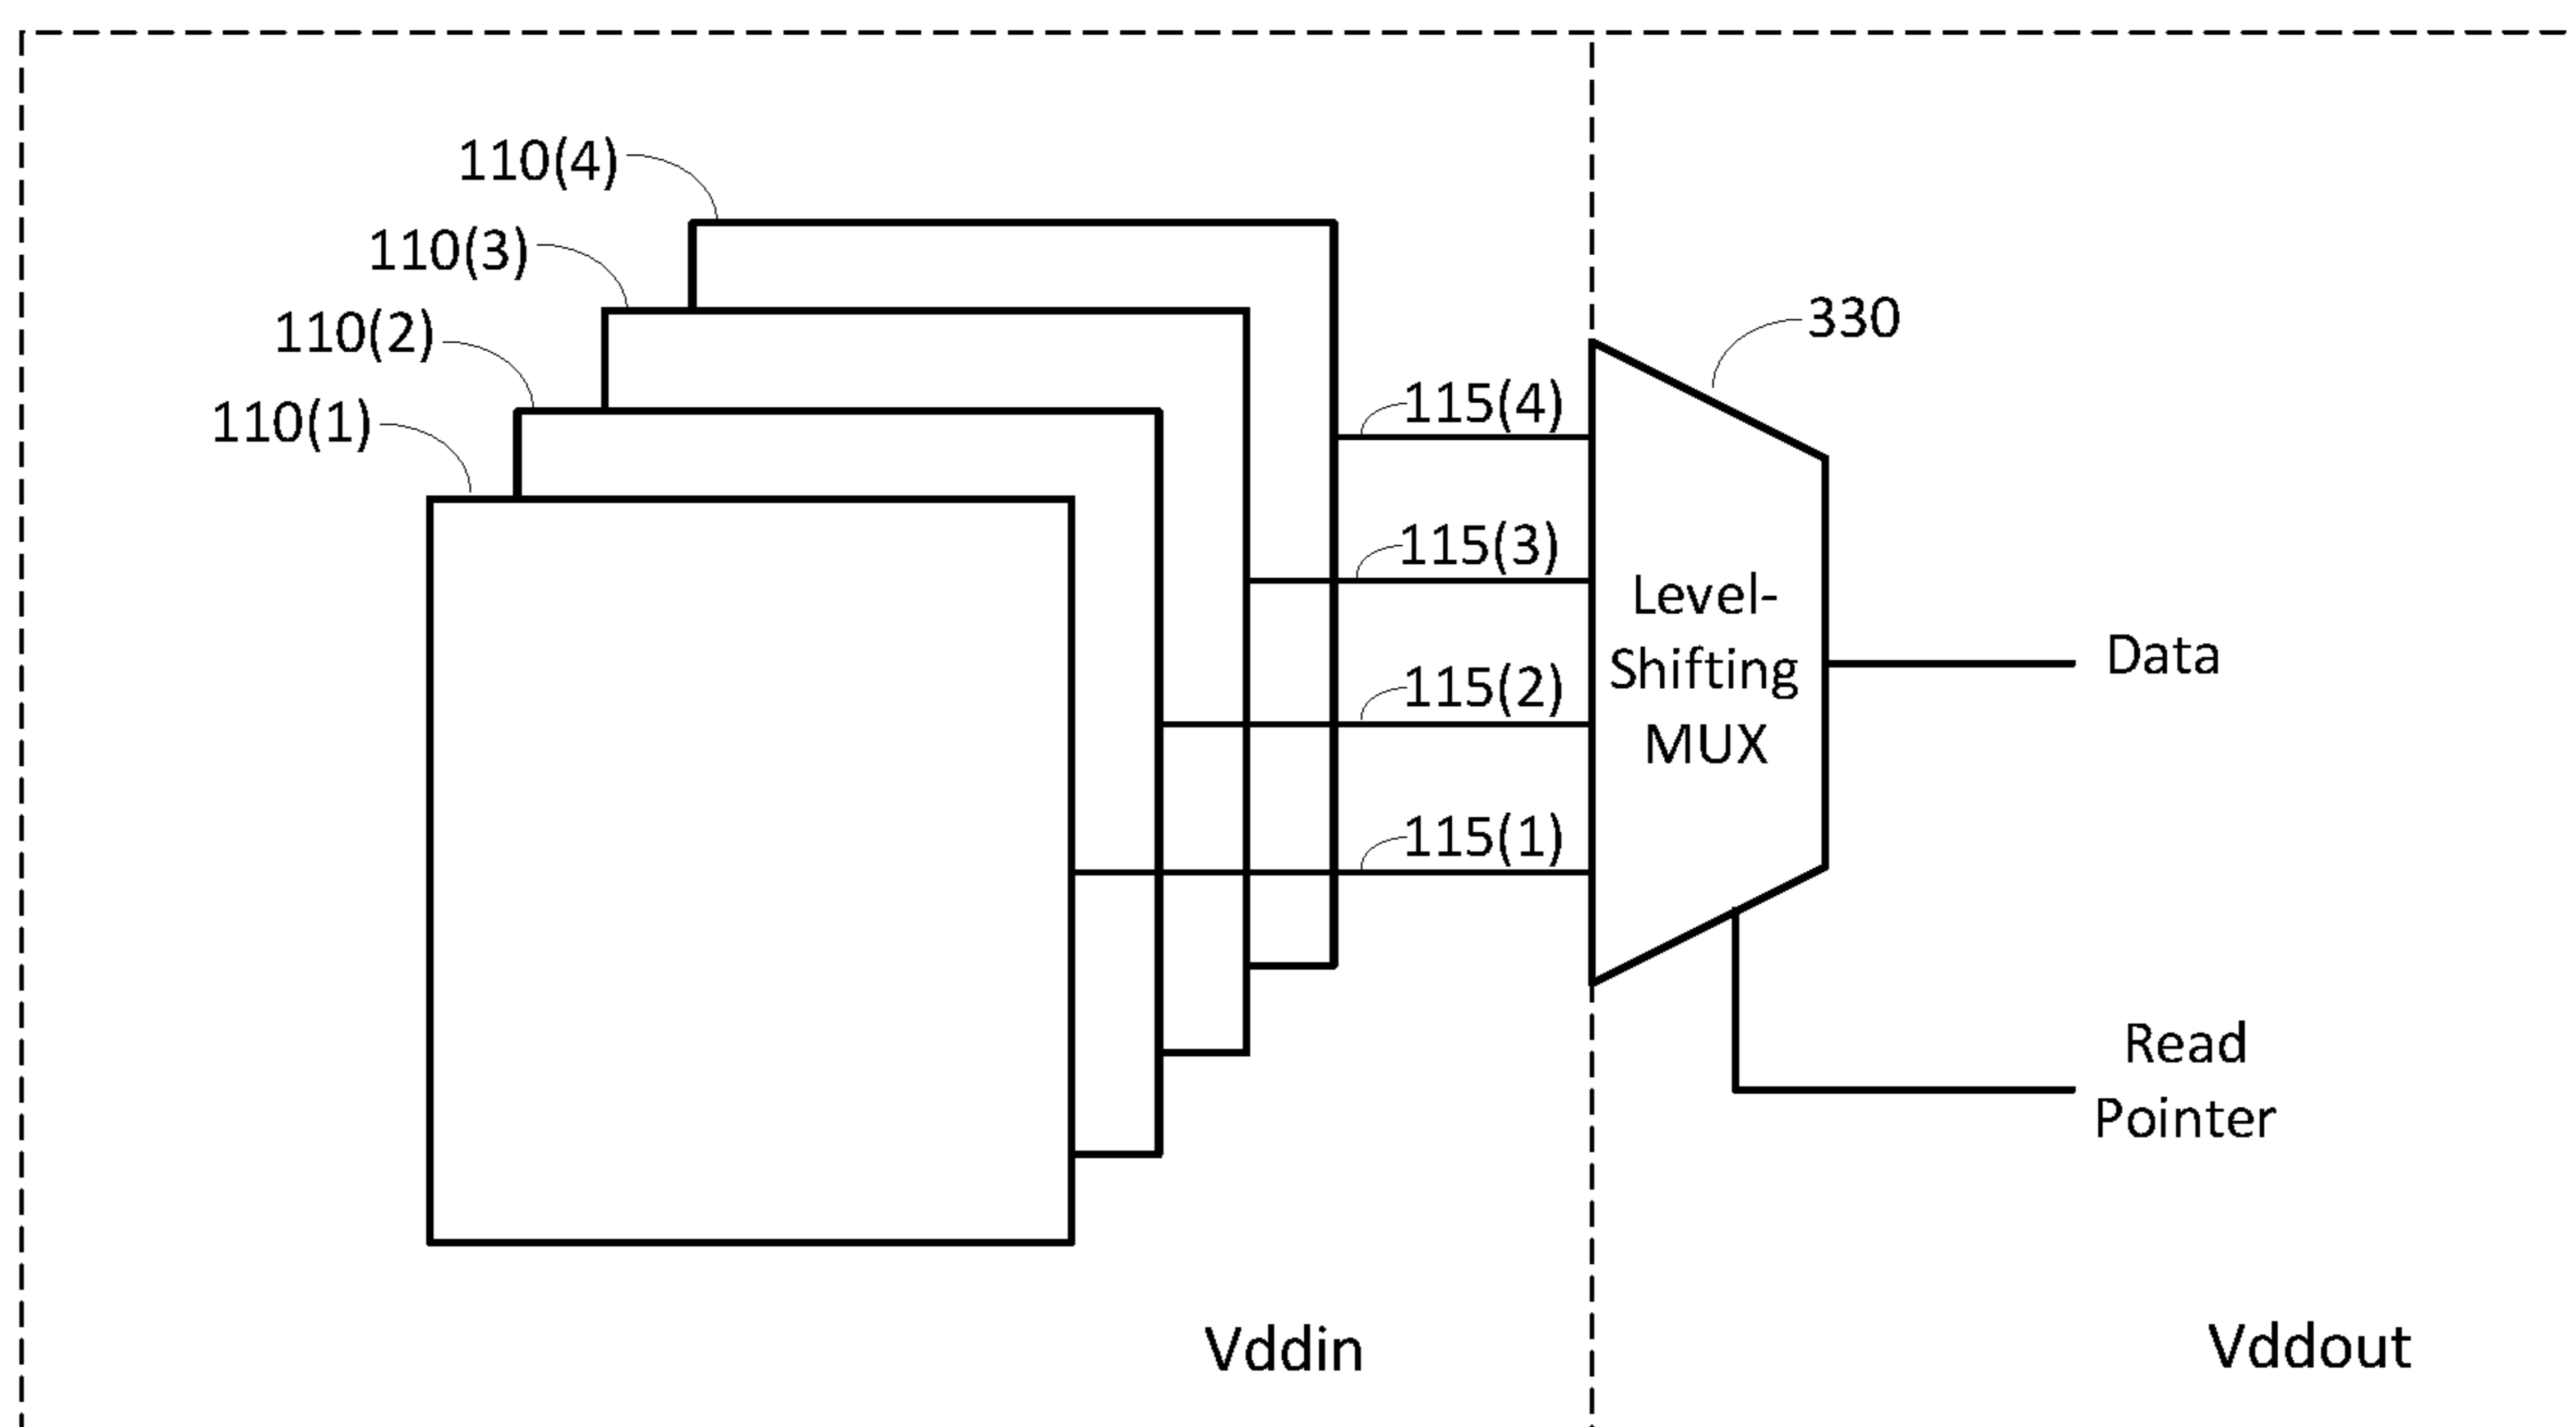 110(4)
110(3)
110(2)
110(1)
330
115(4)
115(3)
115(2)
115(1)
Level-
Shifting
MUX
Data
Read
Pointer
Vddin
Vddout